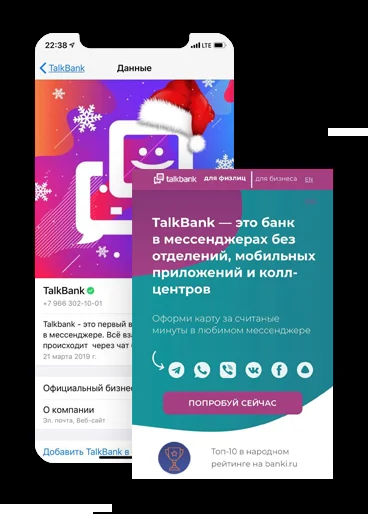 22:38
LTE
TalkBank
Данные
TalkBank
+7 966 302-10-01
Talkbank - это первый в
в мессенджере. Всё вза
происходит через чат б
21 марта 2019 г.
Официальный бизнес
О компании
Эл. почта, Веб-сайт
Добавить TalkBank в
talkbank
для физлиц
для бизнеса
EN
TalkBank — это банк
в мессенджерах без
отделений, мобильных
приложений и колл-
центров
Оформи карту за считаные
минуты в любимом мессенджере
ПОПРОБУЙ СЕЙЧАС
Топ-10 в народном
рейтинге на banki.ru